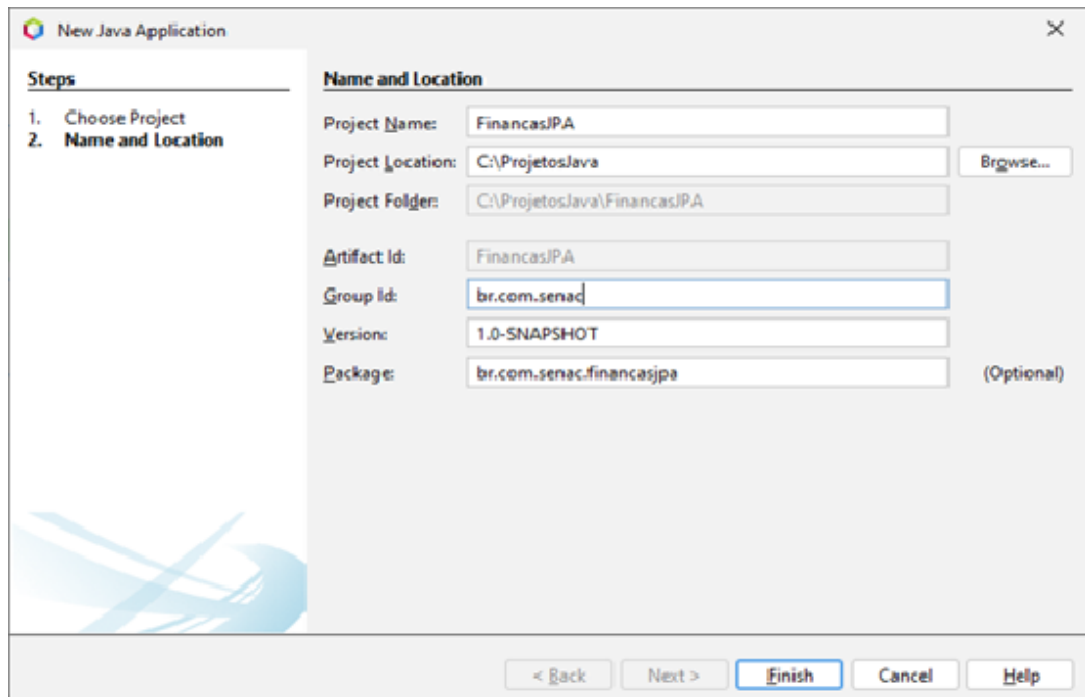 New Java Application
Steps
1. Choose Project
2. Name and Location
Name and Location
Project Name: FinancasJPA
Project Location: C:\ProjetosJava Browse...
Project Folder: C:\ProjetosJava\FinancasJPA
Artifact Id: FinancasJPA
Group Id: br.com.senac
Version: 1.0-SNAPSHOT
Package: br.com.senac.financasjpa (Optional)
< Back Next > Finish Cancel Help